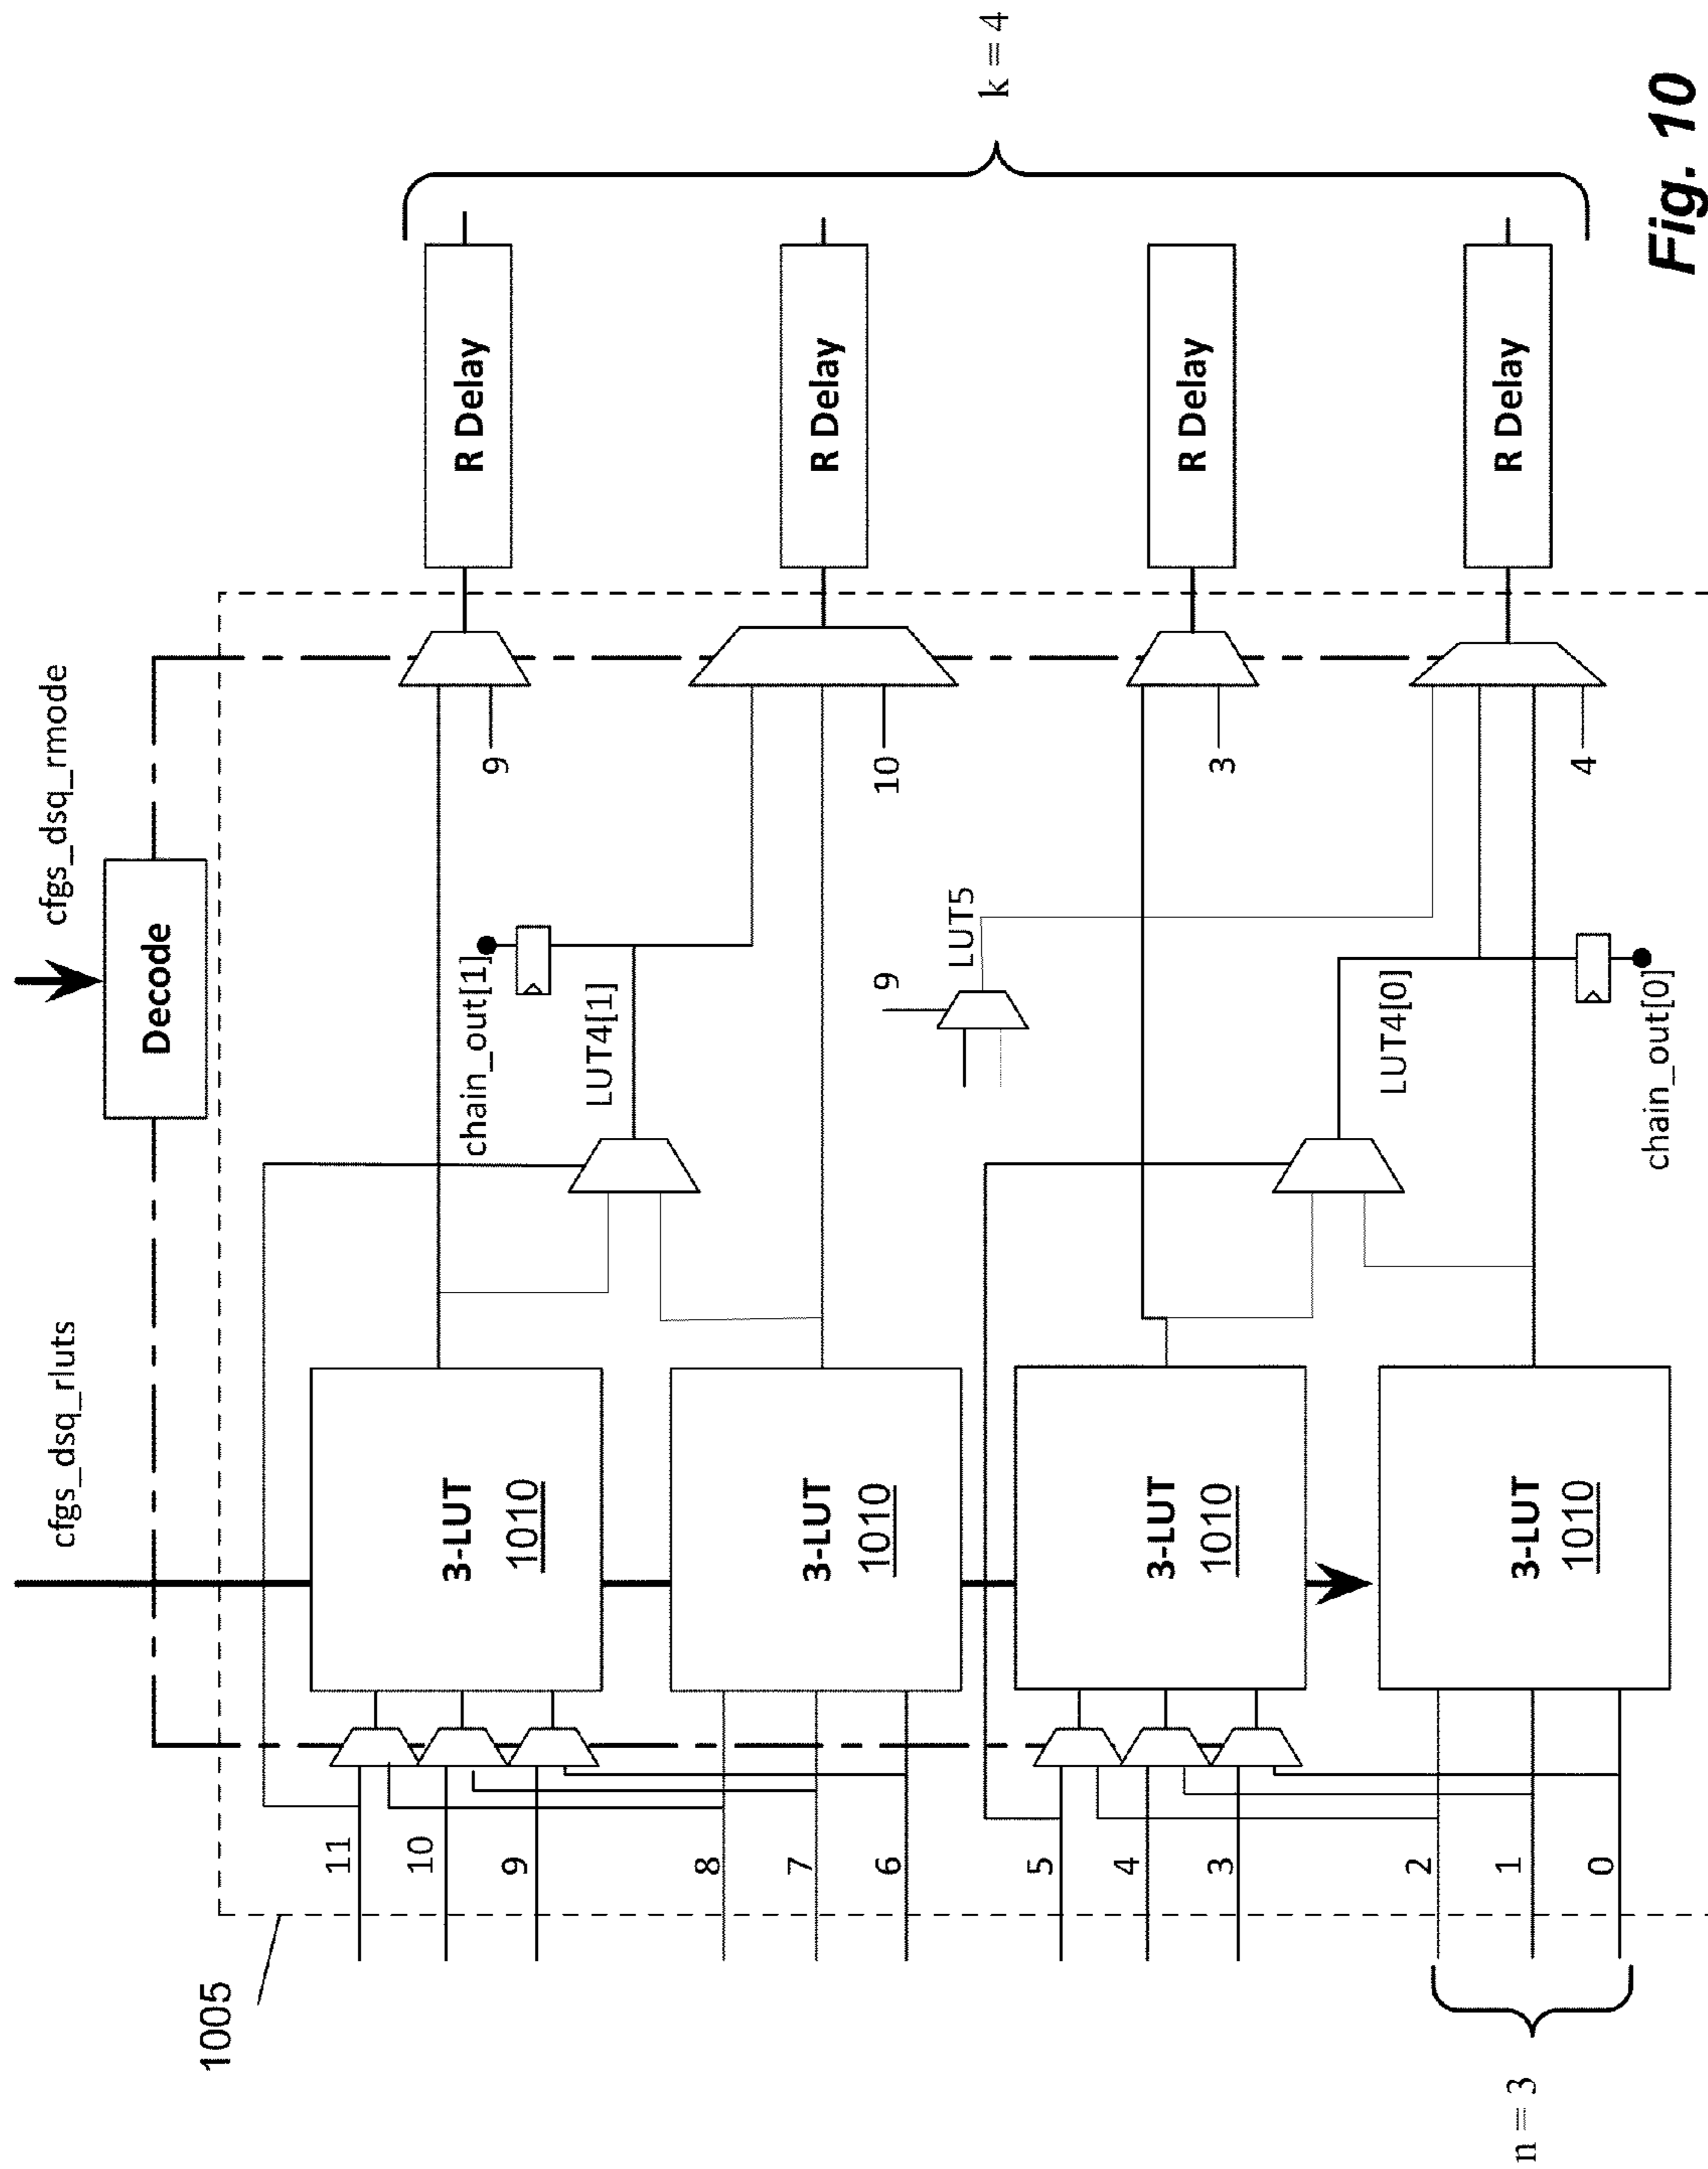 cfgs_dsq_rluts
cfgs_dsq_rmode
Decode
1005
11
10
9
3-LUT
1010
chain_out[1]
LUT4[1]
9
R Delay
8
7
6
3-LUT
1010
10
R Delay
9
LUT5
5
4
3
3-LUT
1010
LUT4[0]
3
R Delay
2
1
0
3-LUT
1010
chain_out[0]
4
R Delay
n = 3
k = 4
Fig. 10